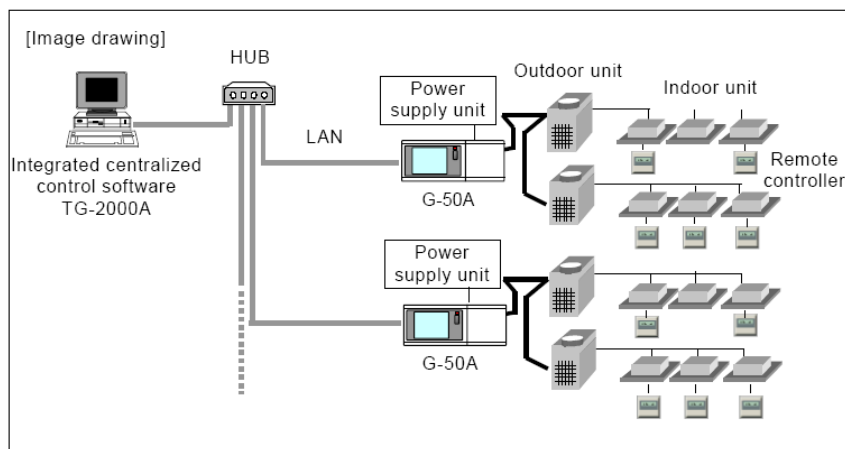 [Image drawing]
HUB
LAN
Integrated centralized
control software
TG-2000A
Power
supply unit
G-50A
Outdoor unit
Indoor unit
Remote
controller
Power
supply unit
G-50A